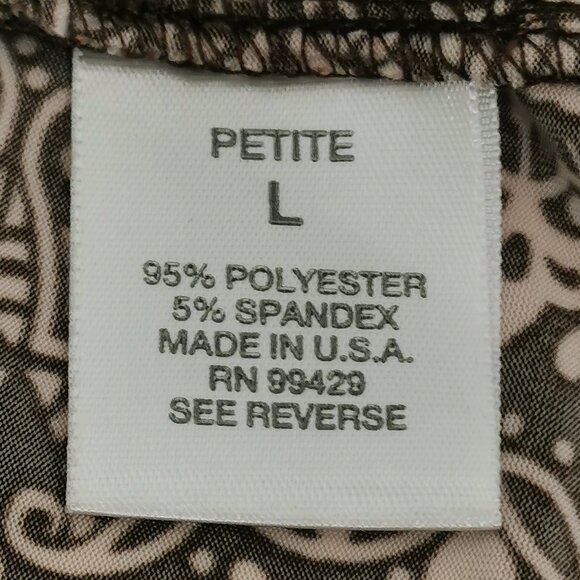 PETITE
L
95% POLYESTER
5% SPANDEX
MADE IN U.S.A.
RN 99429
SEE REVERSE